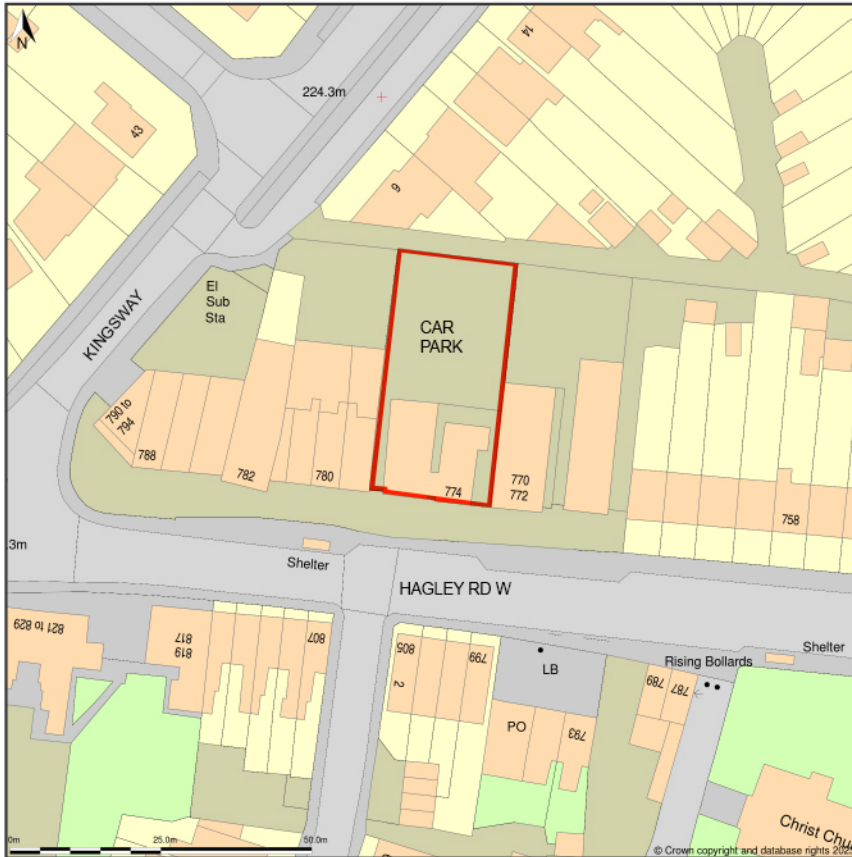 N
14
224.3m
43
9
El
Sub
Sta
CAR
PARK
KINGSWAY
790 to
794
788
782
780
774
770
772
758
3m
Shelter
HAGLEY RD W
821 to 829
817
819
807
805
799
2
LB
Rising Bollards
Shelter
789
787
PO
793
Christ Chu
0m
25.0m
50.0m
© Crown copyright and database rights 202